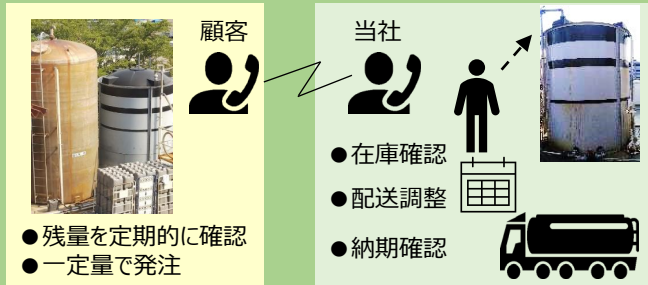 顧客
●残量を定期的に確認
●一定量で発注
当社
●在庫確認
●配送調整
●納期確認